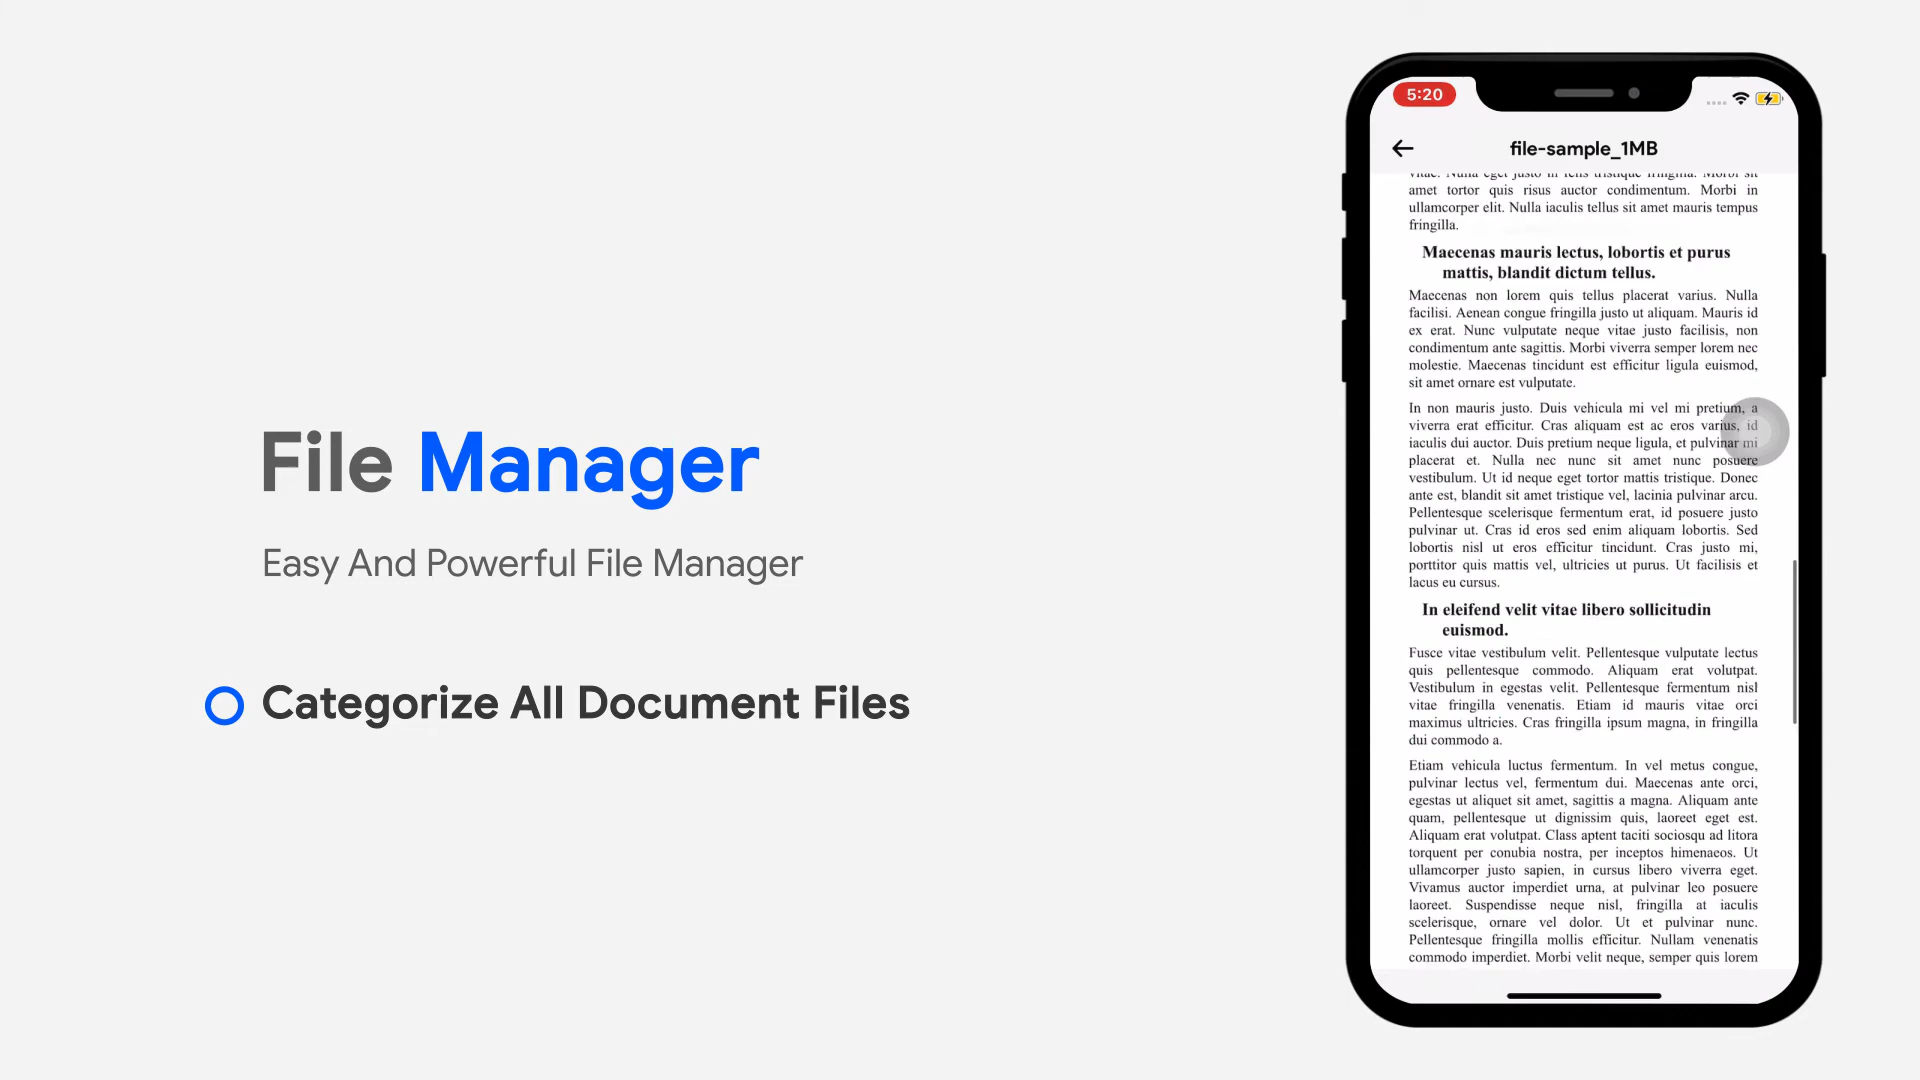 File Manager
Easy And Powerful File Manager
Categorize All Document Files
5:20
file-sample_1MB
vitae. Nulla eget justo in felis tristique fringilla. Morbi sit
amet tortor quis risus auctor condimentum. Morbi in
ullamcorper elit. Nulla iaculis tellus sit amet mauris tempus
fringilla.
Maecenas mauris lectus, lobortis et purus
mattis, blandit dictum tellus.
Maecenas non lorem quis tellus placerat varius. Nulla
facilisi. Aenean congue fringilla justo ut aliquam. Mauris id
ex erat. Nunc vulputate neque vitae justo facilisis, non
condimentum ante sagittis. Morbi viverra semper lorem nec
molestie. Maecenas tincidunt est efficitur ligula euismod,
sit amet ornare est vulputate.
In non mauris justo. Duis vehicula mi vel mi pretium, a
viverra erat efficitur. Cras aliquam est ac eros varius, id
iaculis dui auctor. Duis pretium neque ligula, et pulvinar mi
placerat et. Nulla nec nunc sit amet nunc posuere
vestibulum. Ut id neque eget tortor mattis tristique. Donec
ante est, blandit sit amet tristique vel, lacinia pulvinar arcu.
Pellentesque scelerisque fermentum erat, id posuere justo
pulvinar ut. Cras id eros sed enim aliquam lobortis. Sed
lobortis nisl ut eros efficitur tincidunt. Cras justo mi,
porttitor quis mattis vel, ultricies ut purus. Ut facilisis et
lacus eu cursus.
In eleifend velit vitae libero sollicitudin
euismod.
Fusce vitae vestibulum velit. Pellentesque vulputate lectus
quis pellentesque commodo. Aliquam erat volutpat.
Vestibulum in egestas velit. Pellentesque fermentum nisl
vitae fringilla venenatis. Etiam id mauris vitae orci
maximus ultricies. Cras fringilla ipsum magna, in fringilla
dui commodo a.
Etiam vehicula luctus fermentum. In vel metus congue,
pulvinar lectus vel, fermentum dui. Maecenas ante orci,
egestas ut aliquet sit amet, sagittis a magna. Aliquam ante
quam, pellentesque ut dignissim quis, laoreet eget est.
Aliquam erat volutpat. Class aptent taciti sociosqu ad litora
torquent per conubia nostra, per inceptos himenaeos. Ut
ullamcorper justo sapien, in cursus libero viverra eget.
Vivamus auctor imperdiet urna, at pulvinar leo posuere
laoreet. Suspendisse neque nisl, fringilla at iaculis
scelerisque, ornare vel dolor. Ut et pulvinar nunc.
Pellentesque fringilla mollis efficitur. Nullam venenatis
commodo imperdiet. Morbi velit neque, semper quis lorem